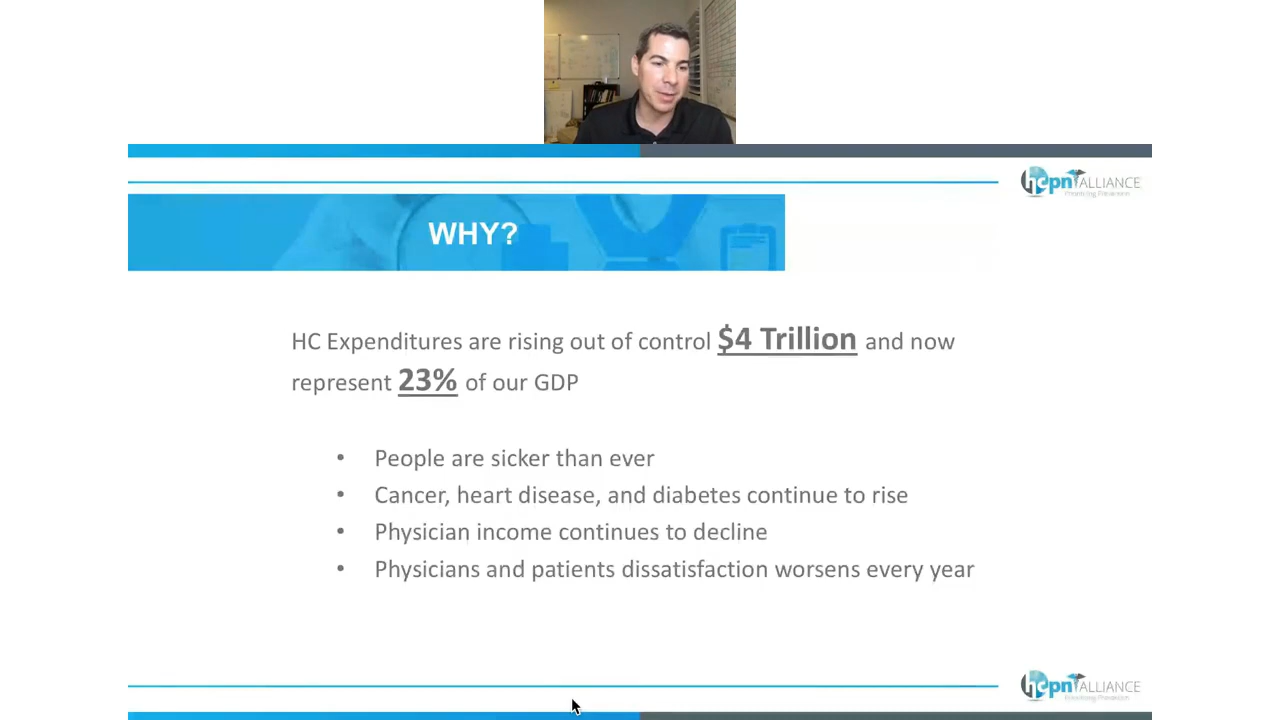 hcpn ALLIANCE
WHY?
HC Expenditures are rising out of control $4 Trillion and now
represent 23% of our GDP
• People are sicker than ever
• Cancer, heart disease, and diabetes continue to rise
• Physician income continues to decline
• Physicians and patients dissatisfaction worsens every year
hcpn ALLIANCE